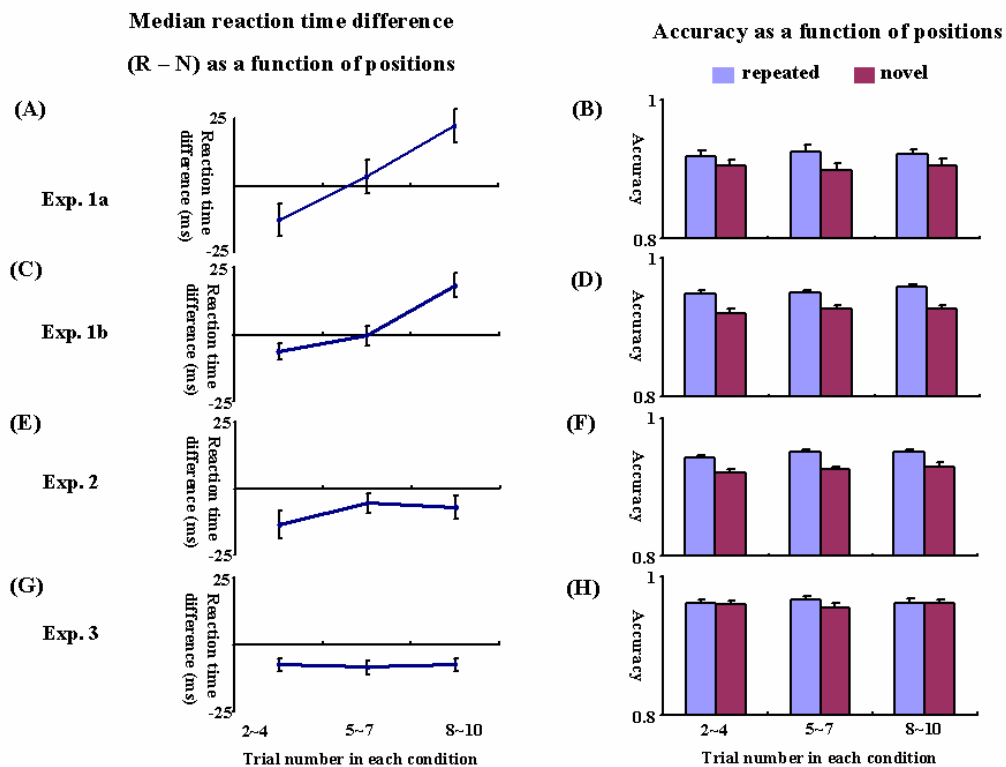 Median reaction time difference
(R – N) as a function of positions
Accuracy as a function of positions
repeated novel
(A)
Exp. 1a
25
-25
Reaction time
difference (ms)
(B)
1
0.8
Accuracy
(C)
Exp. 1b
25
-25
Reaction time
difference (ms)
(D)
1
0.8
Accuracy
(E)
Exp. 2
25
-25
Reaction time
difference (ms)
(F)
1
0.8
Accuracy
(G)
Exp. 3
25
-25
Reaction time
difference (ms)
2~4 5~7 8~10
Trial number in each condition
(H)
1
0.8
Accuracy
2~4 5~7 8~10
Trial number in each condition